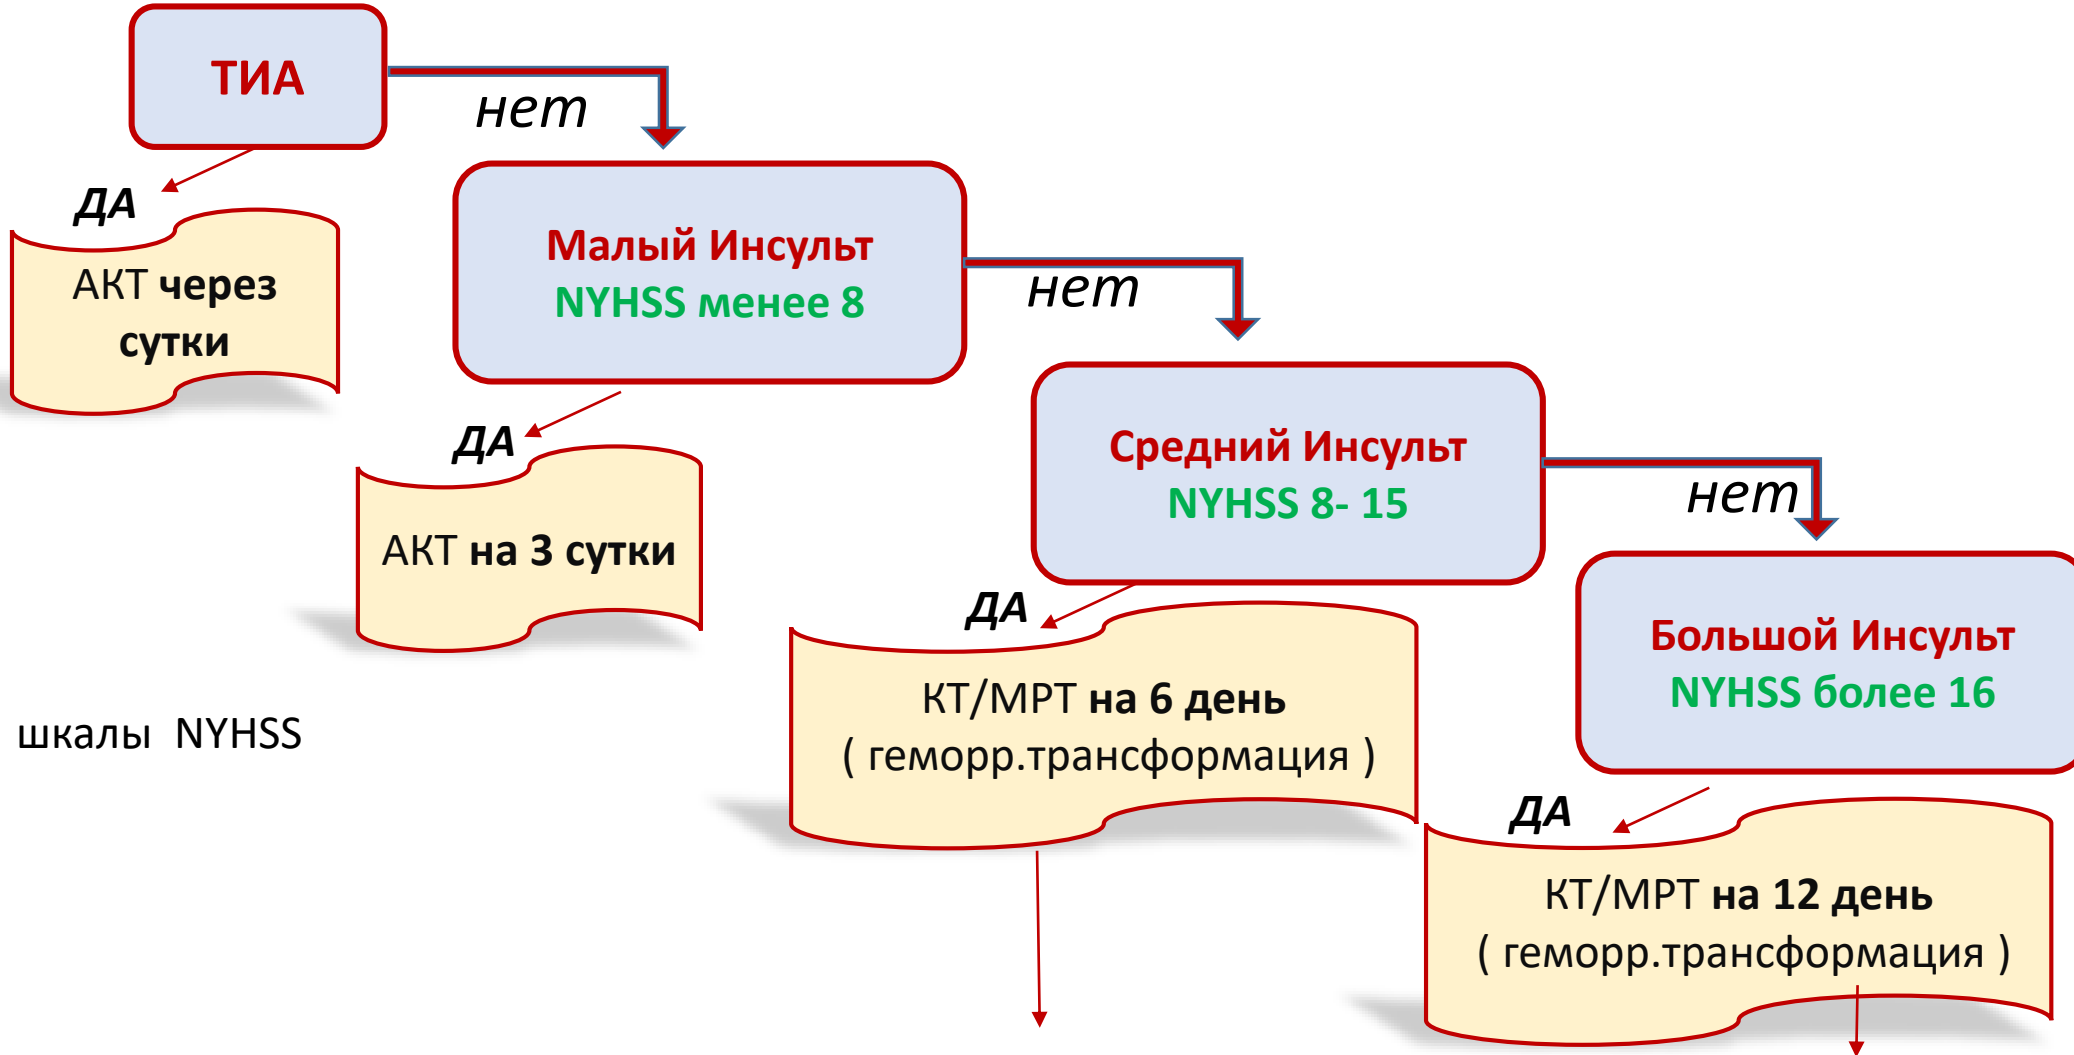 ТИА
нет
ДА
АКТ через
сутки
Малый Инсульт
NYHSS менее 8
нет
ДА
АКТ на 3 сутки
Средний Инсульт
NYHSS 8- 15
нет
ДА
КТ/МРТ на 6 день
( геморр.трансформация )
Большой Инсульт
NYHSS более 16
ДА
КТ/МРТ на 12 день
( геморр.трансформация )
шкалы NYHSS